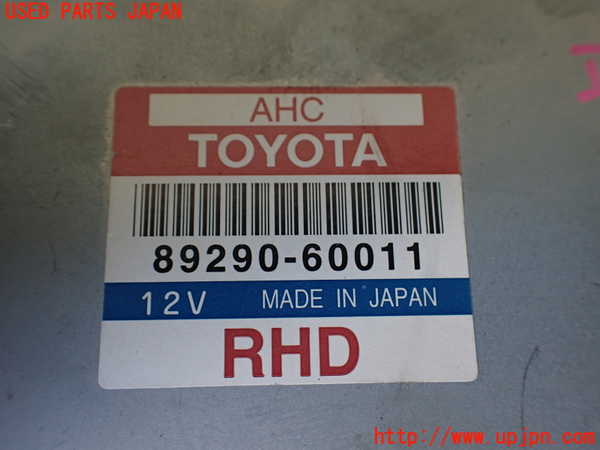 USED PARTS JAPAN
AHC
TOYOTA
89290-60011
12V MADE IN JAPAN
RHD
http://www.upjpn.com